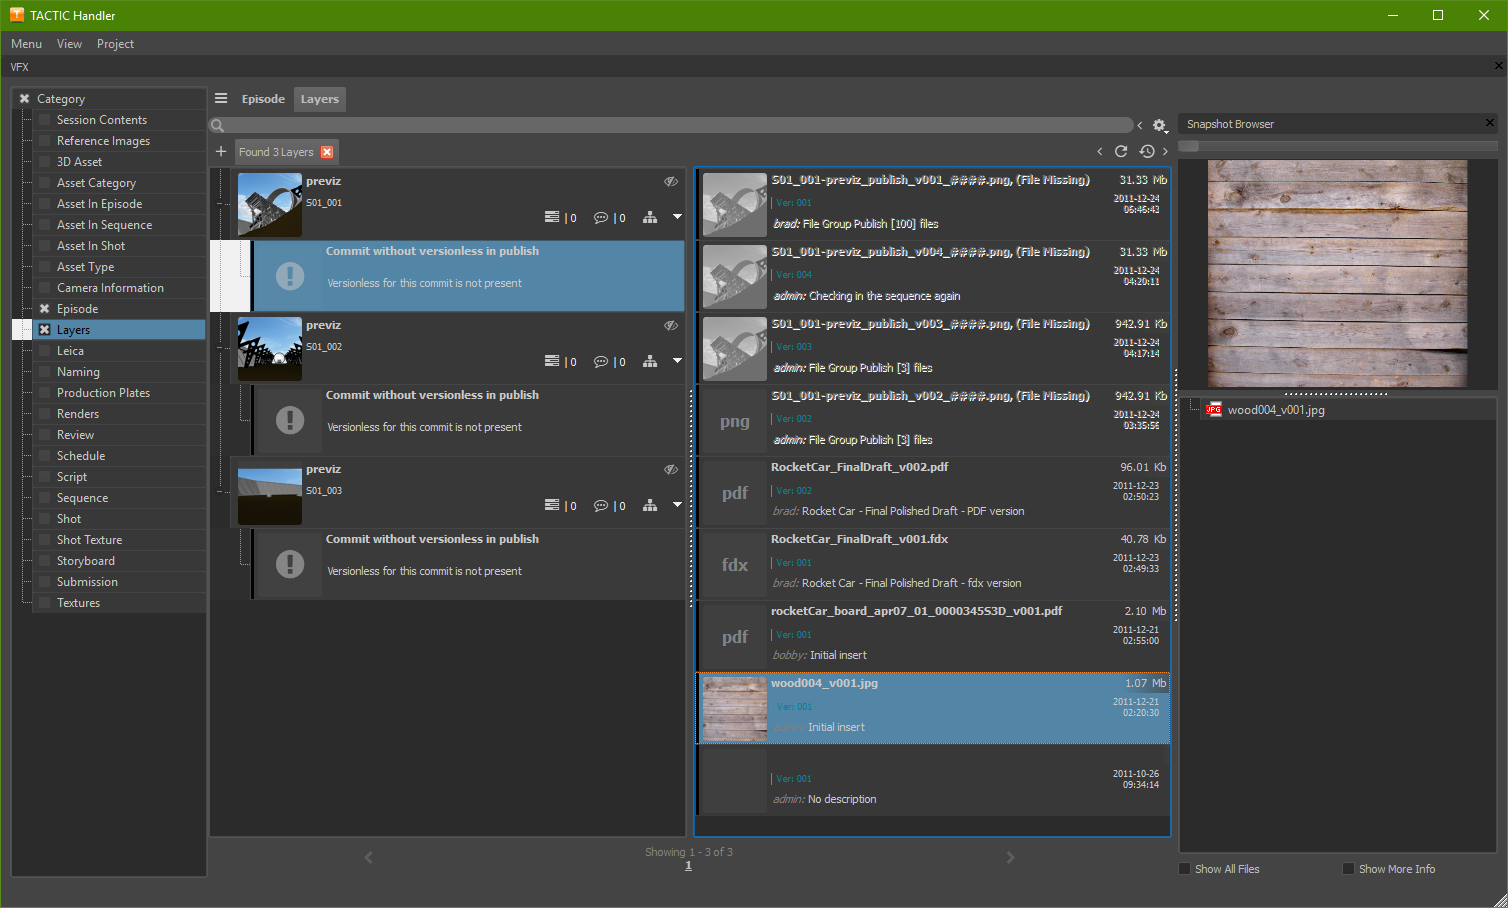 TACTIC Handler
Menu View Project
VFX
Category
Session Contents
Reference Images
3D Asset
Asset Category
Asset In Episode
Asset In Sequence
Asset In Shot
Asset Type
Camera Information
Episode
Layers
Leica
Naming
Production Plates
Renders
Review
Schedule
Script
Sequence
Shot
Shot Texture
Storyboard
Submission
Textures
Episode Layers
Found 3 Layers
previz
S01_001
| 0 | 0
Commit without versionless in publish
Versionless for this commit is not present
previz
S01_002
| 0 | 0
Commit without versionless in publish
Versionless for this commit is not present
previz
S01_003
| 0 | 0
Commit without versionless in publish
Versionless for this commit is not present
S01_001-previz_publish_v001_####.png, (File Missing) 31.33 Mb
Ver: 001 2011-12-24
06:46:43
brad: File Group Publish [100] files
S01_001-previz_publish_v004_####.png, (File Missing) 31.33 Mb
Ver: 004 2011-12-24
04:20:11
admin: Checking in the sequence again
S01_001-previz_publish_v003_####.png, (File Missing) 942.91 Kb
Ver: 003 2011-12-24
04:17:14
admin: File Group Publish [3] files
S01_001-previz_publish_v002_####.png, (File Missing) 942.91 Kb
png
Ver: 002 2011-12-24
03:35:56
admin: File Group Publish [3] files
RocketCar_FinalDraft_v002.pdf 96.01 Kb
pdf
Ver: 002 2011-12-23
02:50:23
brad: Rocket Car - Final Polished Draft - PDF version
RocketCar_FinalDraft_v001.fdx 40.78 Kb
fdx
Ver: 001 2011-12-23
02:49:33
brad: Rocket Car - Final Polished Draft - fdx version
rocketCar_board_apr07_01_0000345S3D_v001.pdf 2.10 Mb
pdf
Ver: 001 2011-12-21
02:55:00
bobby: Initial insert
wood004_v001.jpg 1.07 Mb
Ver: 001 2011-12-21
02:20:30
admin: Initial insert
Ver: 001 2011-10-26
09:34:14
admin: No description
Showing 1 - 3 of 3
1
Snapshot Browser
JPG wood004_v001.jpg
Show All Files Show More Info